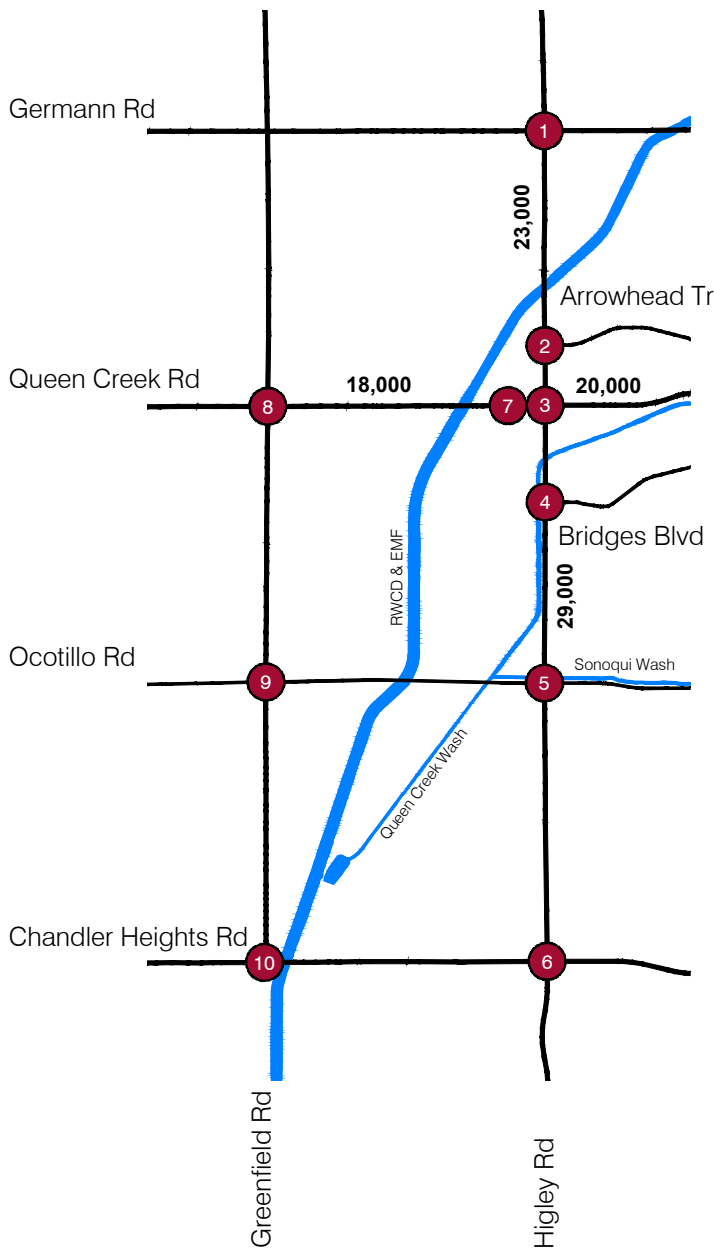 Germann Rd
1
23,000
Arrowhead Tr
2
Queen Creek Rd
18,000
20,000
8
7
3
4
Bridges Blvd
RWCD & EMF
29,000
Ocotillo Rd
Sonoqui Wash
9
5
Queen Creek Wash
Chandler Heights Rd
10
6
Greenfield Rd
Higley Rd